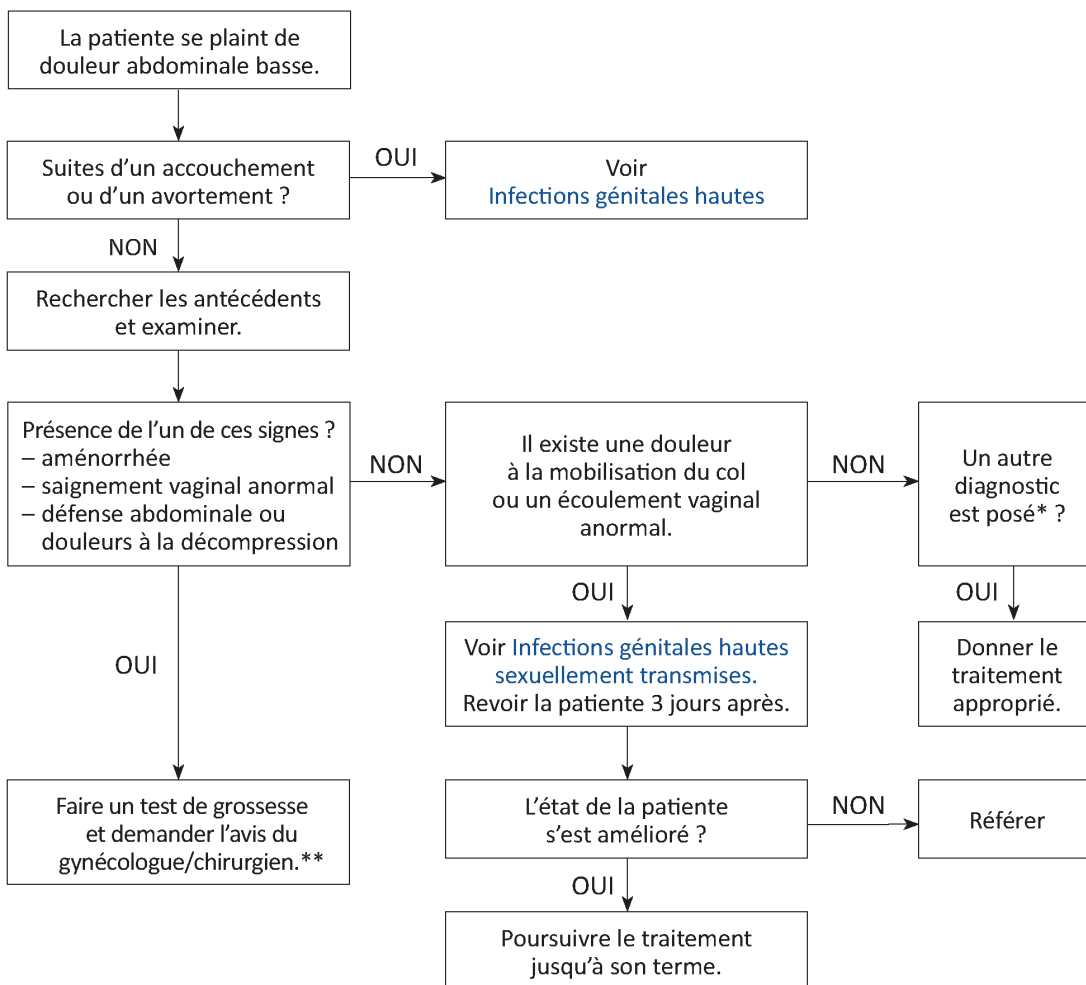 La patiente se plaint de
douleur abdominale basse.
Suites d'un accouchement
ou d'un avortement ?
OUI
Voir
Infections génitales hautes
NON
Rechercher les antécédents
et examiner.
Présence de l'un de ces signes ?
– aménorrhée
– saignement vaginal anormal
– défense abdominale ou
douleurs à la décompression
NON
Il existe une douleur
à la mobilisation du col
ou un écoulement vaginal
anormal.
NON
Un autre
diagnostic
est posé* ?
OUI
OUI
OUI
Voir Infections génitales hautes
sexuellement transmises.
Revoir la patiente 3 jours après.
Donner le
traitement
approprié.
Faire un test de grossesse
et demander l'avis du
gynécologue/chirurgien.**
L'état de la patiente
s'est amélioré ?
NON
Référer
OUI
Poursuivre le traitement
jusqu'à son terme.